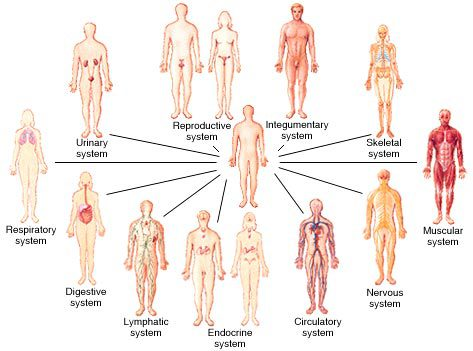 Urinary
system
Reproductive
system
Integumentary
system
Skeletal
system
Respiratory
system
Muscular
system
Digestive
system
Lymphatic
system
Endocrine
system
Circulatory
system
Nervous
system